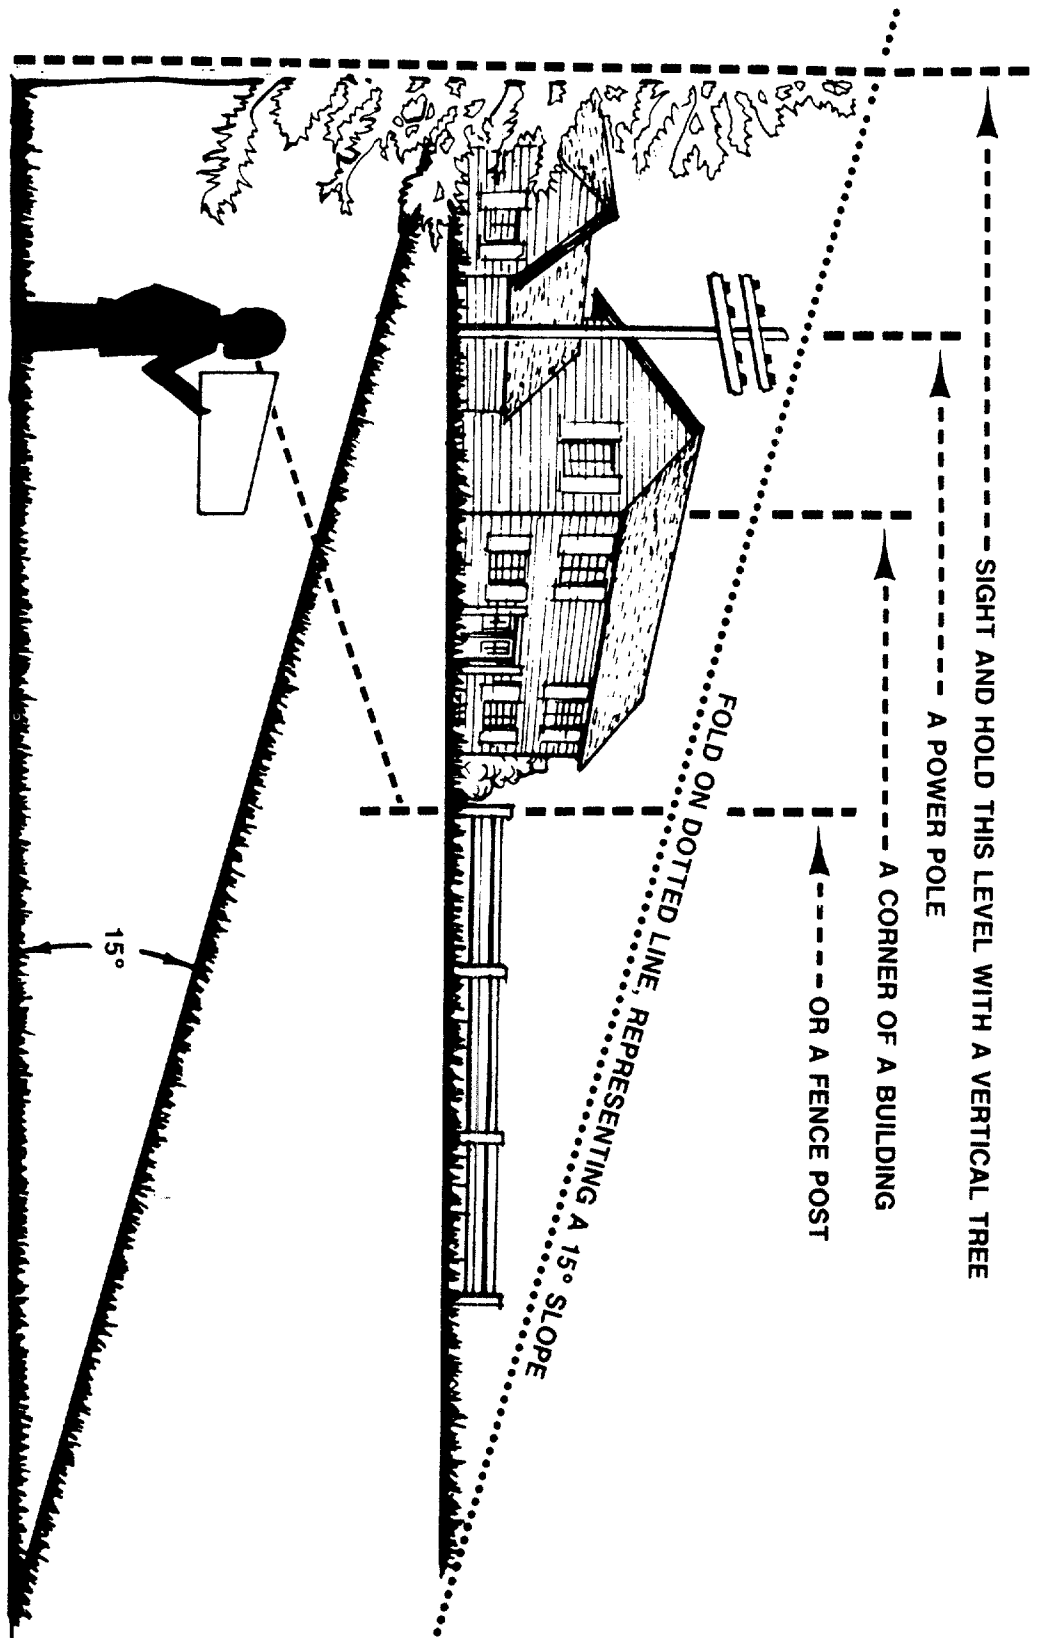 SIGHT AND HOLD THIS LEVEL WITH A VERTICAL TREE
A POWER POLE
A CORNER OF A BUILDING
OR A FENCE POST
FOLD ON DOTTED LINE, REPRESENTING A 15° SLOPE
15°